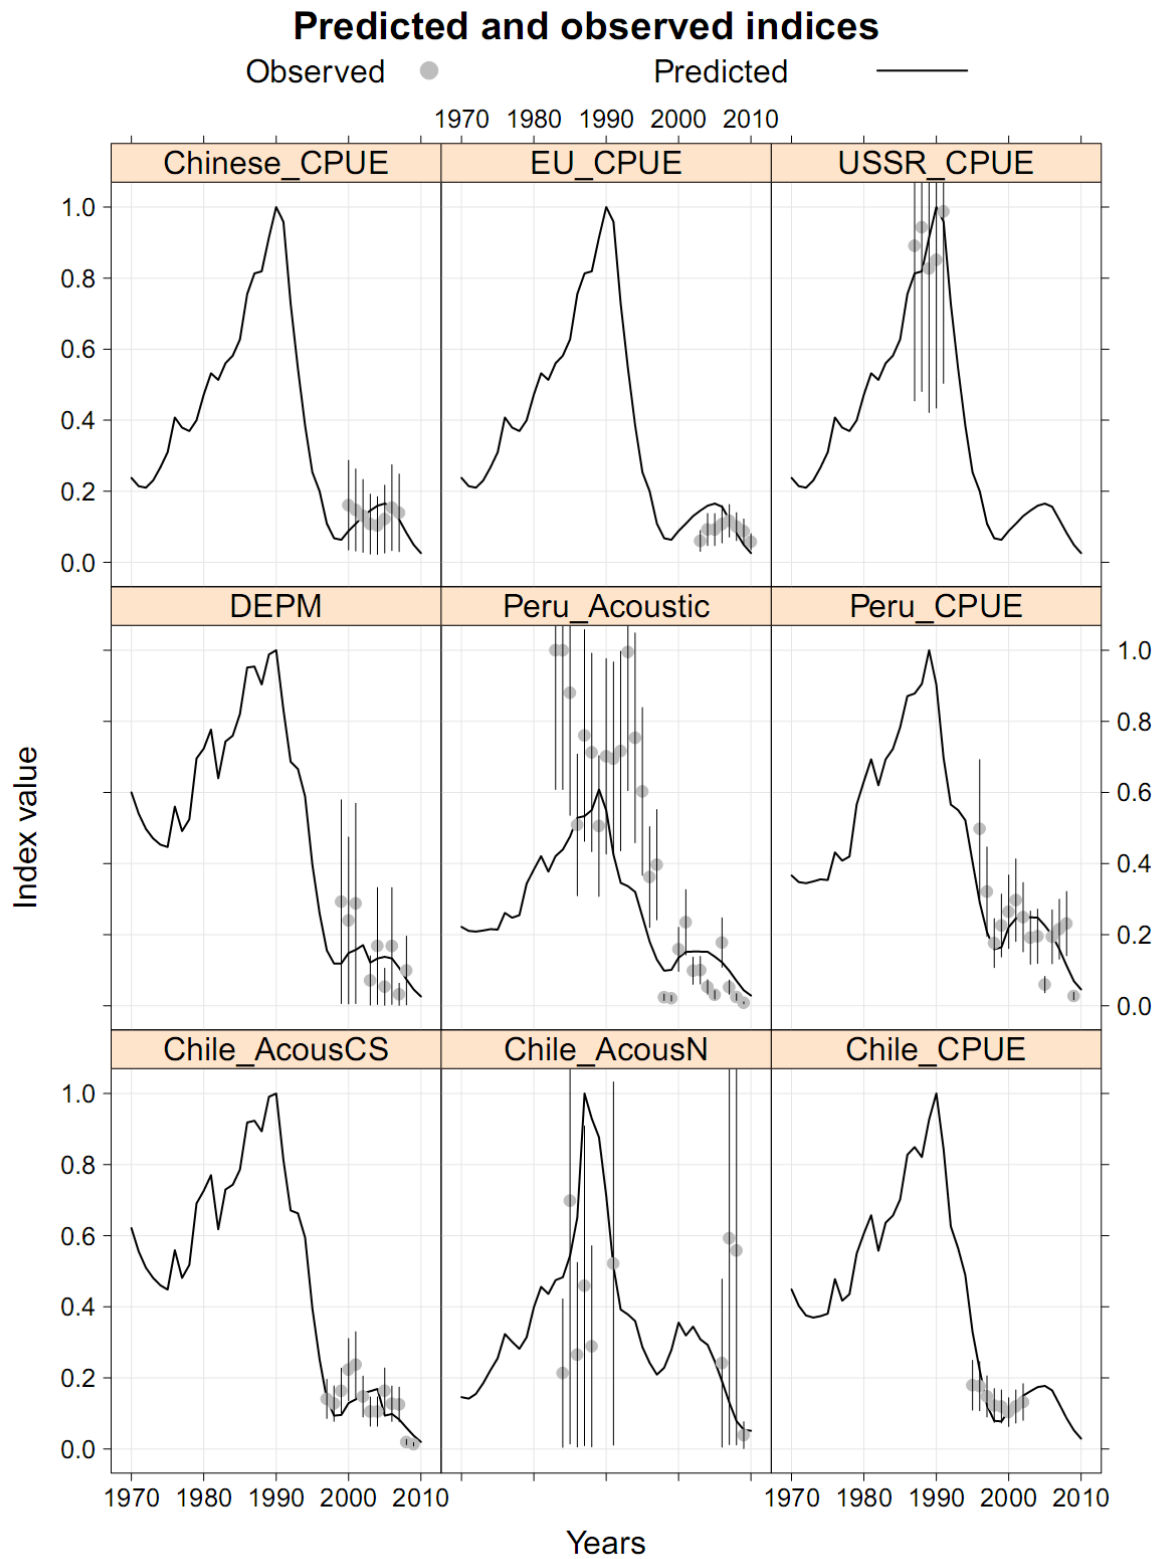 Predicted and observed indices
Observed Predicted
1970 1980 1990 2000 2010
Chinese_CPUE EU_CPUE USSR_CPUE
1.0
0.8
0.6
0.4
0.2
0.0
DEPM Peru_Acoustic Peru_CPUE
1.0
0.8
0.6
0.4
0.2
0.0
Index value
Chile_AcousCS Chile_AcousN Chile_CPUE
1.0
0.8
0.6
0.4
0.2
0.0
1970 1980 1990 2000 2010 1970 1980 1990 2000 2010
Years